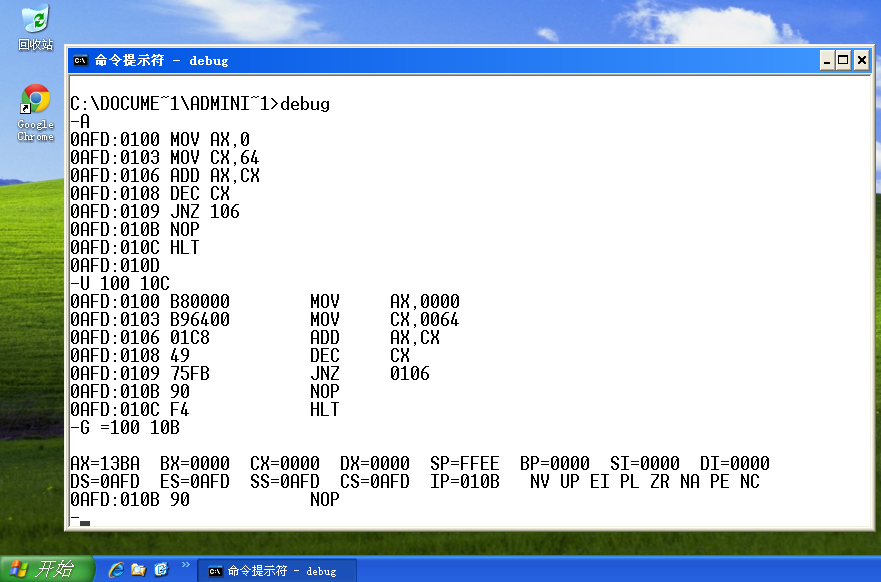 回收站
Google
Chrome
命令提示符 - debug
C:\DOCUME~1\ADMINI~1>debug
-A
0AFD:0100 MOV AX,0
0AFD:0103 MOV CX,64
0AFD:0106 ADD AX,CX
0AFD:0108 DEC CX
0AFD:0109 JNZ 106
0AFD:010B NOP
0AFD:010C HLT
0AFD:010D
-U 100 10C
0AFD:0100 B80000        MOV     AX,0000
0AFD:0103 B96400        MOV     CX,0064
0AFD:0106 01C8          ADD     AX,CX
0AFD:0108 49            DEC     CX
0AFD:0109 75FB          JNZ     0106
0AFD:010B 90            NOP
0AFD:010C F4            HLT
-G =100 10B
AX=13BA  BX=0000  CX=0000  DX=0000  SP=FFEE  BP=0000  SI=0000  DI=0000
DS=0AFD  ES=0AFD  SS=0AFD  CS=0AFD  IP=010B   NV UP EI PL ZR NA PE NC
0AFD:010B 90            NOP
-
开始
命令提示符 - debug